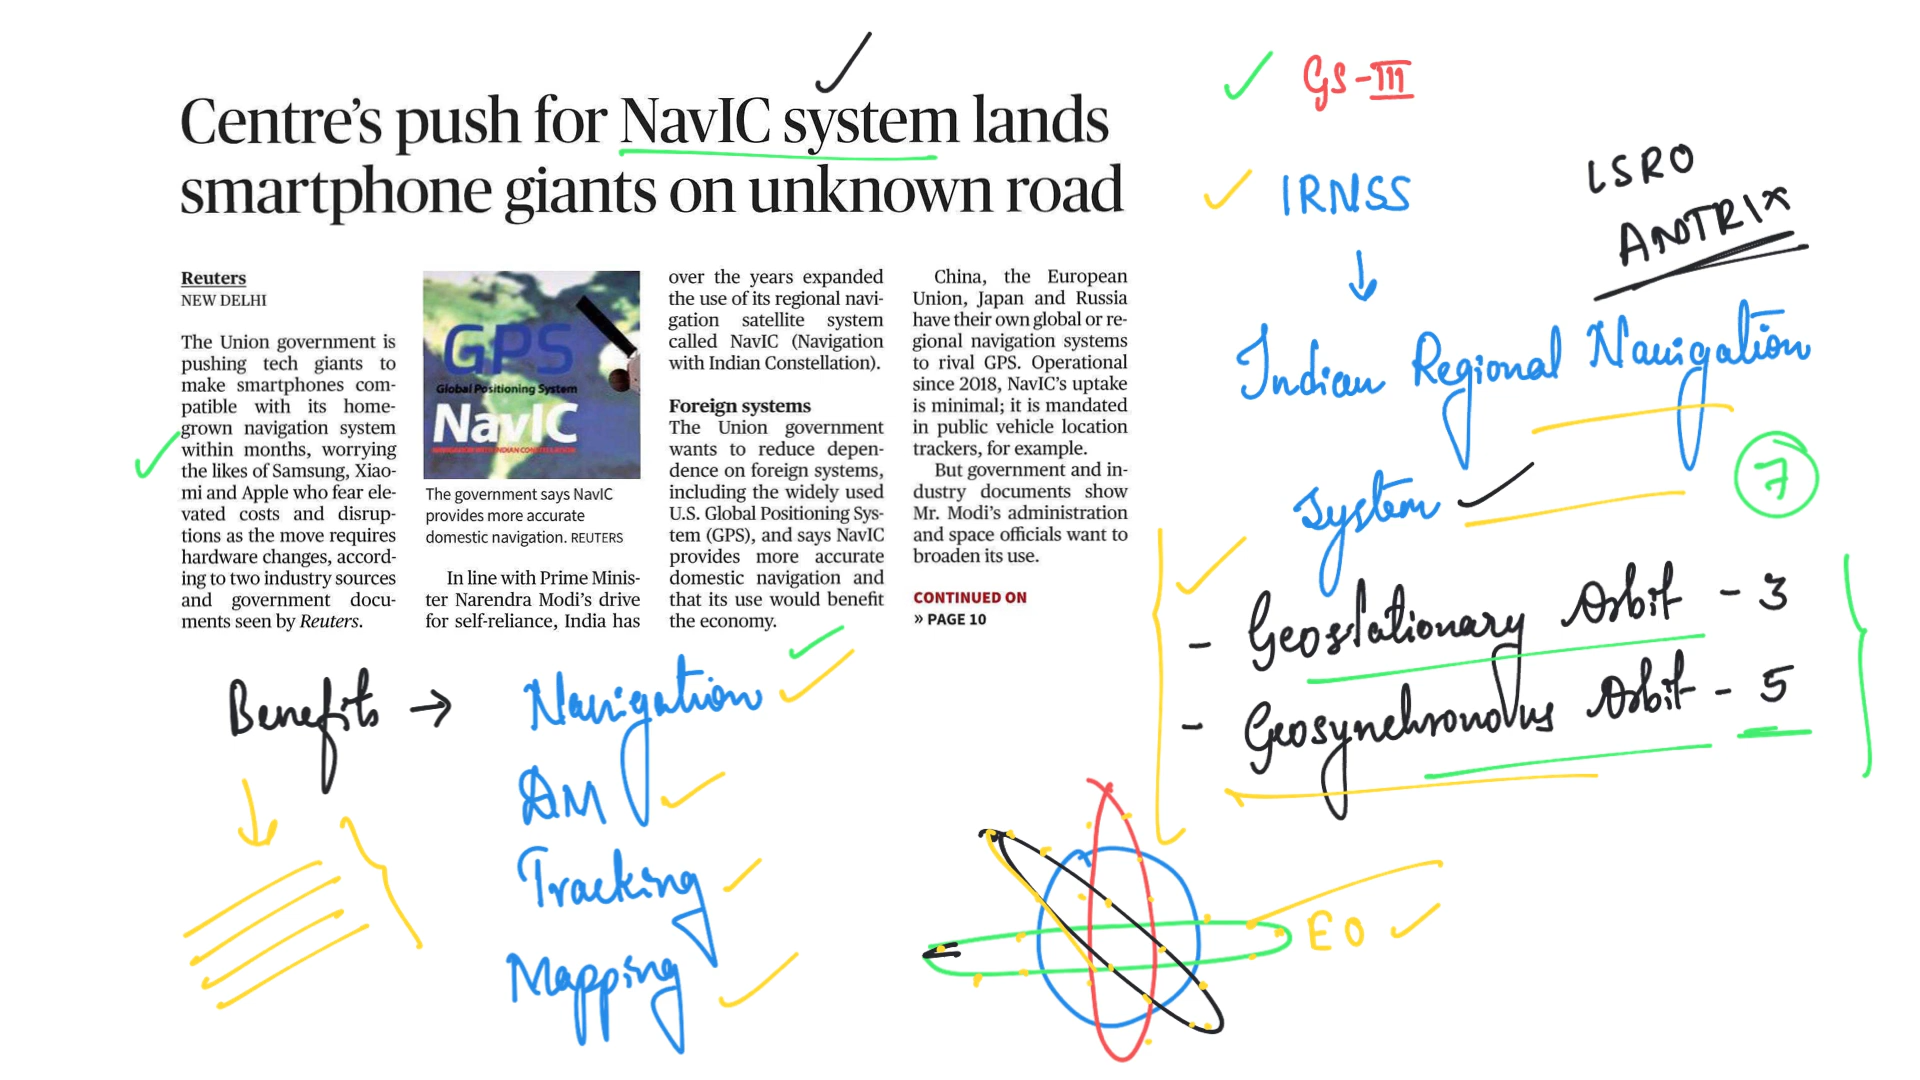 Centre's push for NavIC system lands
smartphone giants on unknown road
Reuters
NEW DELHI
The Union government is
pushing tech giants to
make smartphones com-
patible with its home-
grown navigation system
within months, worrying
the likes of Samsung, Xiao-
mi and Apple who fear ele-
vated costs and disrup-
tions as the move requires
hardware changes, accord-
ing to two industry sources
and government docu-
ments seen by Reuters.
GPS
Global Positioning System
NavIC
NAVIGATION WITH INDIAN CONSTELLATION
The government says NavIC
provides more accurate
domestic navigation. REUTERS
In line with Prime Minis-
ter Narendra Modi's drive
for self-reliance, India has
over the years expanded
the use of its regional navi-
gation satellite system
called NavIC (Navigation
with Indian Constellation).
Foreign systems
The Union government
wants to reduce depen-
dence on foreign systems,
including the widely used
U.S. Global Positioning Sys-
tem (GPS), and says NavIC
provides more accurate
domestic navigation and
that its use would benefit
the economy.
China, the European
Union, Japan and Russia
have their own global or re-
gional navigation systems
to rival GPS. Operational
since 2018, NavIC's uptake
is minimal; it is mandated
in public vehicle location
trackers, for example.
But government and in-
dustry documents show
Mr. Modi's administration
and space officials want to
broaden its use.
CONTINUED ON
» PAGE 10
GS-III
IRNSS
ISRO
ANTRIX
Indian Regional Navigation
System
7
- Geostationary Orbit - 3
- Geosynchronous Orbit - 5
Benefits → Navigation
DM
Tracking
Mapping
EO